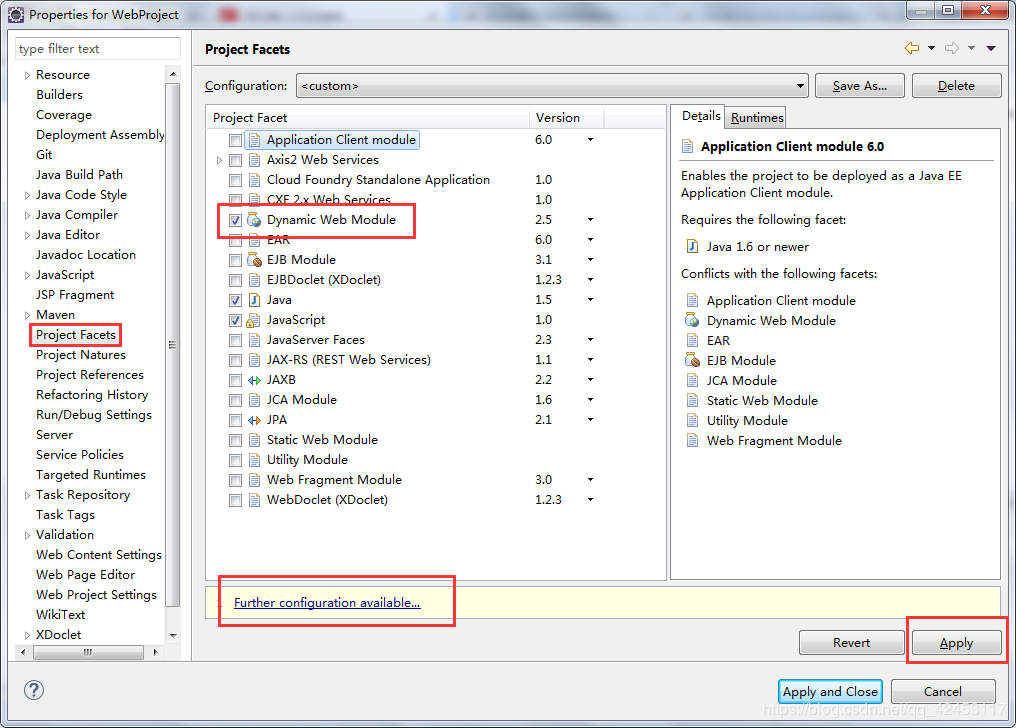 Properties for WebProject
type filter text
Resource
Builders
Coverage
Deployment Assembly
Git
Java Build Path
Java Code Style
Java Compiler
Java Editor
Javadoc Location
JavaScript
JSP Fragment
Maven
Project Facets
Project Natures
Project References
Refactoring History
Run/Debug Settings
Server
Service Policies
Targeted Runtimes
Task Repository
Task Tags
Validation
Web Content Settings
Web Page Editor
Web Project Settings
WikiText
XDoclet
Project Facets
Configuration: <custom> Save As... Delete
Project Facet Version
Application Client module 6.0
Axis2 Web Services
Cloud Foundry Standalone Application 1.0
CXF 2.x Web Services 1.0
Dynamic Web Module 2.5
EAR 6.0
EJB Module 3.1
EJBDoclet (XDoclet) 1.2.3
Java 1.5
JavaScript 1.0
JavaServer Faces 2.3
JAX-RS (REST Web Services) 1.1
JAXB 2.2
JCA Module 1.6
JPA 2.1
Static Web Module
Utility Module
Web Fragment Module 3.0
WebDoclet (XDoclet) 1.2.3
Details Runtimes
Application Client module 6.0
Enables the project to be deployed as a Java EE
Application Client module.
Requires the following facet:
Java 1.6 or newer
Conflicts with the following facets:
Application Client module
Dynamic Web Module
EAR
EJB Module
JCA Module
Static Web Module
Utility Module
Web Fragment Module
Further configuration available...
Revert Apply
Apply and Close Cancel
https://blog.csdn.net/qq_42453117